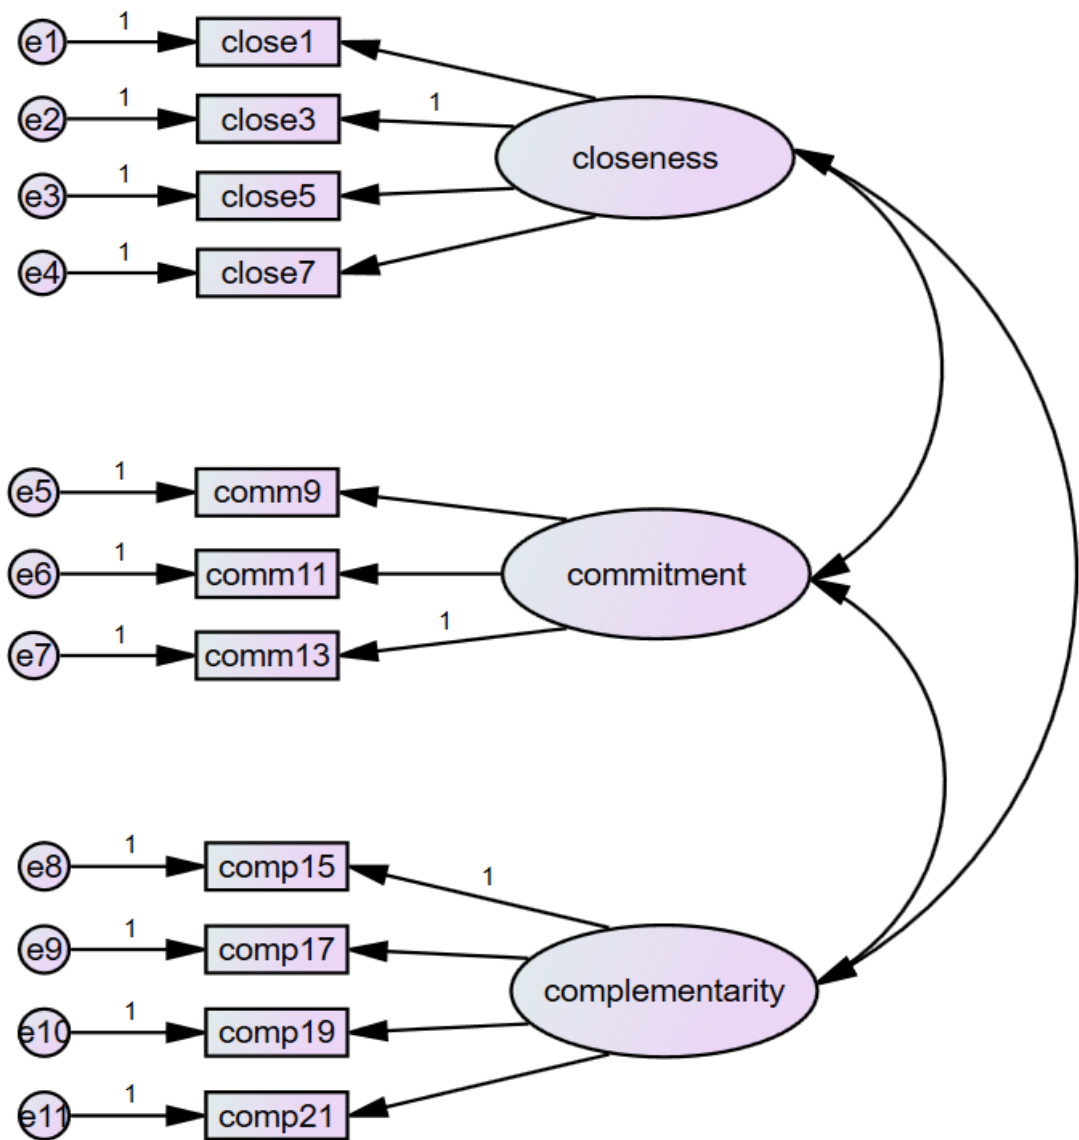 e1 1 close1
e2 1 close3 1
e3 1 close5
e4 1 close7
closeness
e5 1 comm9
e6 1 comm11
e7 1 comm13 1
commitment
e8 1 comp15 1
e9 1 comp17
e10 1 comp19
e11 1 comp21
complementarity